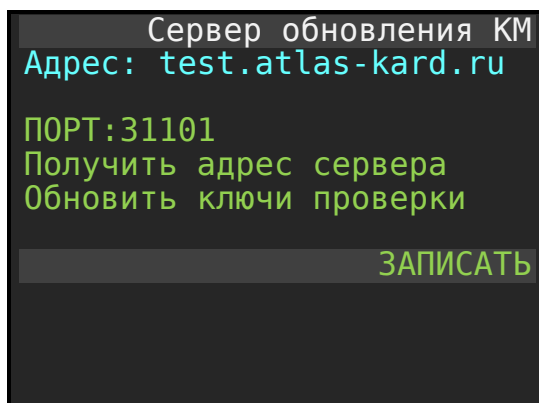 Сервер обновления КМ
Адрес: test.atlas-kard.ru
ПОРТ:31101
Получить адрес сервера
Обновить ключи проверки
ЗАПИСАТЬ